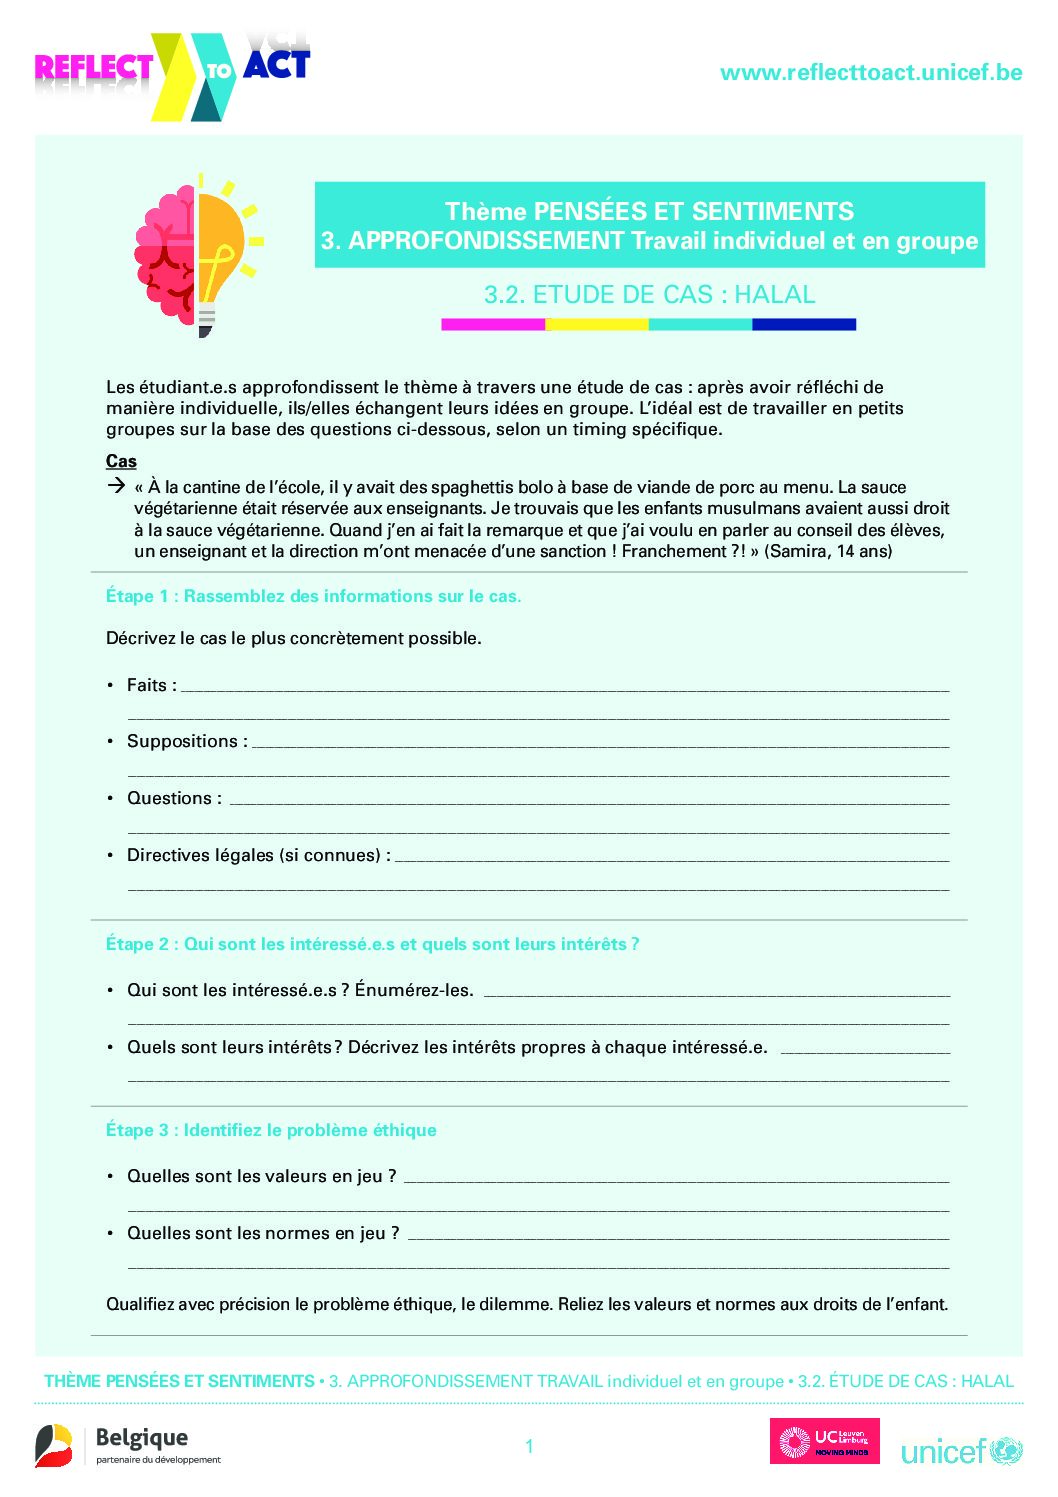 REFLECT TO ACT
www.reflecttoact.unicef.be
Thème PENSÉES ET SENTIMENTS
3. APPROFONDISSEMENT Travail individuel et en groupe
3.2. ETUDE DE CAS : HALAL
Les étudiant.e.s approfondissent le thème à travers une étude de cas : après avoir réfléchi de
manière individuelle, ils/elles échangent leurs idées en groupe. L’idéal est de travailler en petits
groupes sur la base des questions ci-dessous, selon un timing spécifique.
Cas
→ « À la cantine de l’école, il y avait des spaghettis bolo à base de viande de porc au menu. La sauce
végétarienne était réservée aux enseignants. Je trouvais que les enfants musulmans avaient aussi droit
à la sauce végétarienne. Quand j’en ai fait la remarque et que j’ai voulu en parler au conseil des élèves,
un enseignant et la direction m’ont menacée d’une sanction ! Franchement ?! » (Samira, 14 ans)
Étape 1 : Rassemblez des informations sur le cas.
Décrivez le cas le plus concrètement possible.
• Faits :
• Suppositions :
• Questions :
• Directives légales (si connues) :
Étape 2 : Qui sont les intéressé.e.s et quels sont leurs intérêts ?
• Qui sont les intéressé.e.s ? Énumérez-les.
• Quels sont leurs intérêts ? Décrivez les intérêts propres à chaque intéressé.e.
Étape 3 : Identifiez le problème éthique
• Quelles sont les valeurs en jeu ?
• Quelles sont les normes en jeu ?
Qualifiez avec précision le problème éthique, le dilemme. Reliez les valeurs et normes aux droits de l’enfant.
THÈME PENSÉES ET SENTIMENTS • 3. APPROFONDISSEMENT TRAVAIL individuel et en groupe • 3.2. ÉTUDE DE CAS : HALAL
Belgique
partenaire du développement
1
UC Leuven
Limburg
MOVING MINDS
unicef